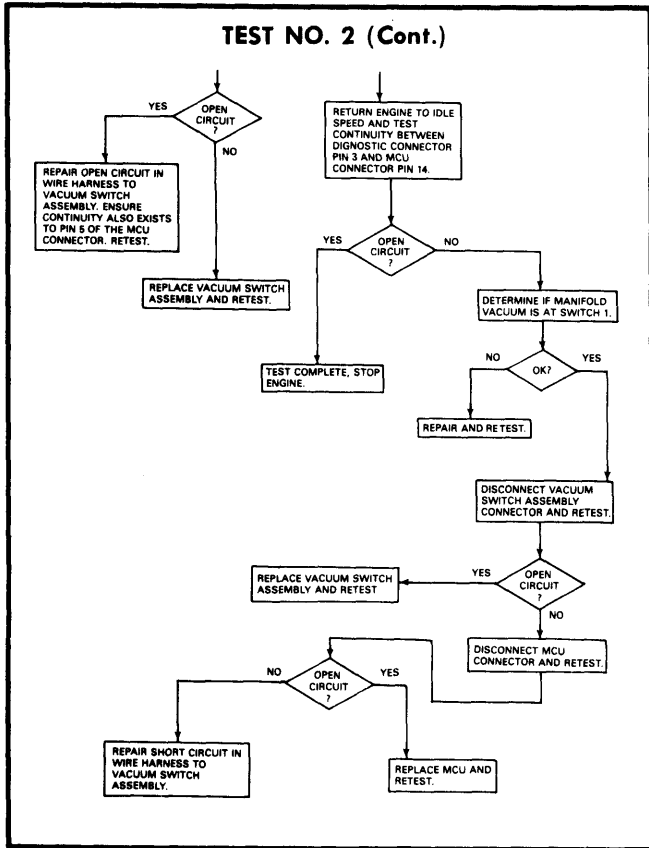 TEST NO. 2 (Cont.)
YES
OPEN
CIRCUIT
?
NO
REPAIR OPEN CIRCUIT IN
WIRE HARNESS TO
VACUUM SWITCH
ASSEMBLY. ENSURE
CONTINUITY ALSO EXISTS
TO PIN 5 OF THE MCU
CONNECTOR. RETEST.
REPLACE VACUUM SWITCH
ASSEMBLY AND RETEST.
RETURN ENGINE TO IDLE
SPEED AND TEST
CONTINUITY BETWEEN
DIGNOSTIC CONNECTOR
PIN 3 AND MCU
CONNECTOR PIN 14.
YES
OPEN
CIRCUIT
?
NO
TEST COMPLETE, STOP
ENGINE.
DETERMINE IF MANIFOLD
VACUUM IS AT SWITCH 1.
NO
OK?
YES
REPAIR AND RETEST.
DISCONNECT VACUUM
SWITCH ASSEMBLY
CONNECTOR AND RETEST.
YES
OPEN
CIRCUIT
?
NO
REPLACE VACUUM SWITCH
ASSEMBLY AND RETEST
DISCONNECT MCU
CONNECTOR AND RETEST.
NO
OPEN
CIRCUIT
?
YES
REPAIR SHORT CIRCUIT IN
WIRE HARNESS TO
VACUUM SWITCH
ASSEMBLY.
REPLACE MCU AND
RETEST.